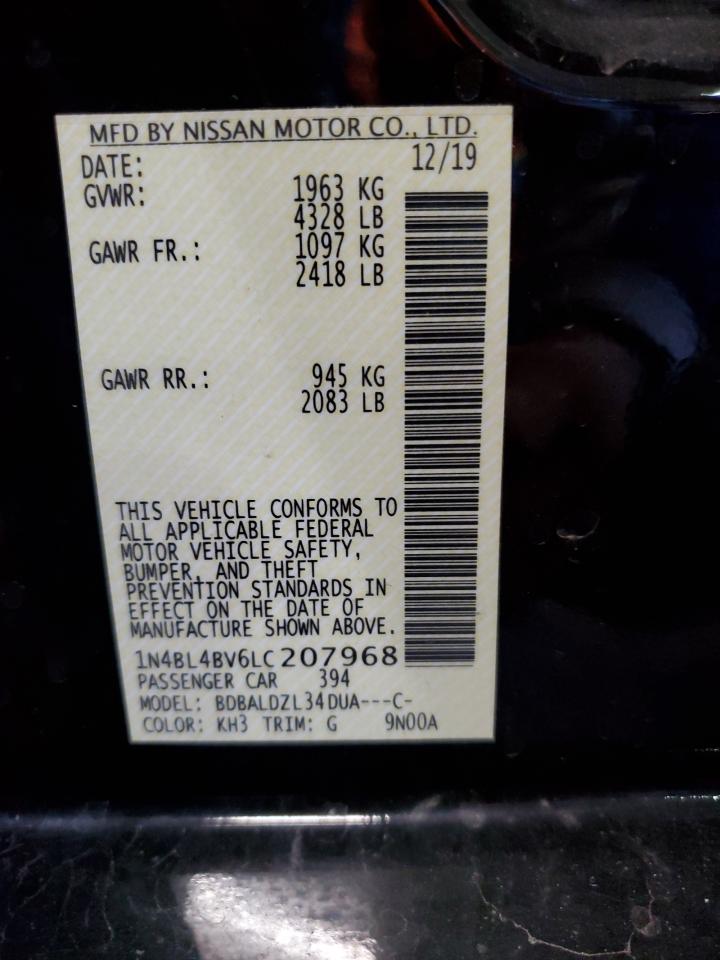 MFD BY NISSAN MOTOR CO., LTD.
DATE: 12/19
GVWR: 1963 KG
4328 LB
GAWR FR.: 1097 KG
2418 LB
GAWR RR.: 945 KG
2083 LB
THIS VEHICLE CONFORMS TO
ALL APPLICABLE FEDERAL
MOTOR VEHICLE SAFETY,
BUMPER, AND THEFT
PREVENTION STANDARDS IN
EFFECT ON THE DATE OF
MANUFACTURE SHOWN ABOVE.
1N4BL4BV6LC207968
PASSENGER CAR 394
MODEL: BDBALDZL34DUA---C-
COLOR: KH3 TRIM: G 9N00A